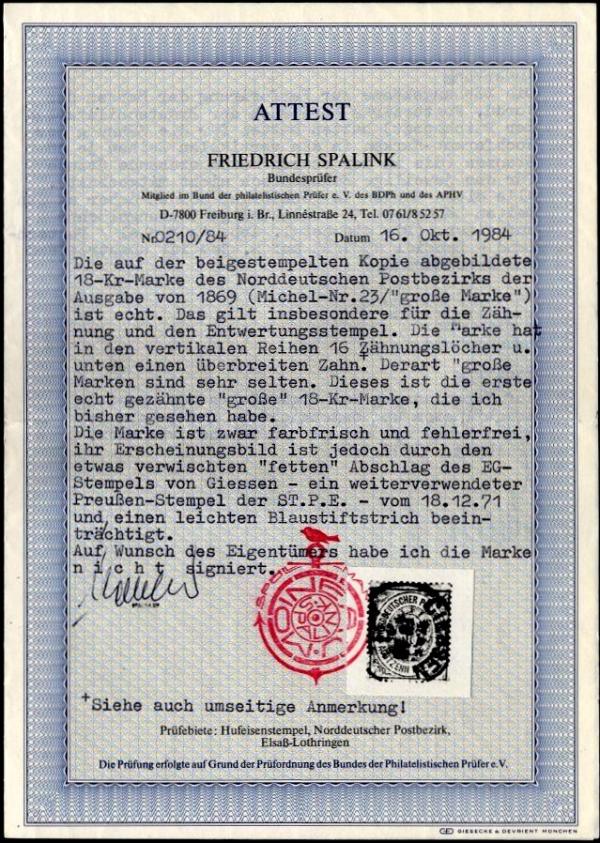 ATTEST
FRIEDRICH SPALINK
Bundesprüfer
Mitglied im Bund der philatelistischen Prüfer e. V. des BDPh und des APHV
D-7800 Freiburg i. Br., Linnéstraße 24, Tel. 07 61/8 52 57
Nr.0210/84 Datum 16. Okt. 1984
Die auf der beigestempelten Kopie abgebildete
18-Kr-Marke des Norddeutschen Postbezirks der
Ausgabe von 1869 (Michel-Nr.23/"große Marke")
ist echt. Das gilt insbesondere für die Zäh-
nung und den Entwertungsstempel. Die Marke hat
in den vertikalen Reihen 16 Zähnungslöcher u.
unten einen überbreiten Zahn. Derart "große
Marken sind sehr selten. Dieses ist die erste
echt gezähnte "große" 18-Kr-Marke, die ich
bisher gesehen habe.
Die Marke ist zwar farbfrisch und fehlerfrei,
ihr Erscheinungsbild ist jedoch durch den
etwas verwischten "fetten" Abschlag des EG-
Stempels von Giessen - ein weiterverwendeter
Preußen-Stempel der ST.P.E. - vom 18.12.71
und einen leichten Blaustiftstrich beein-
trächtigt.
Auf Wunsch des Eigentümers habe ich die Marke
n i c h t signiert.
+Siehe auch umseitige Anmerkung!
Prüfebiete: Hufeisenstempel, Norddeutscher Postbezirk,
Elsaß-Lothringen
Die Prüfung erfolgte auf Grund der Prüfordnung des Bundes der Philatelistischen Prüfer e.V.
GIESECKE & DEVRIENT MÜNCHEN